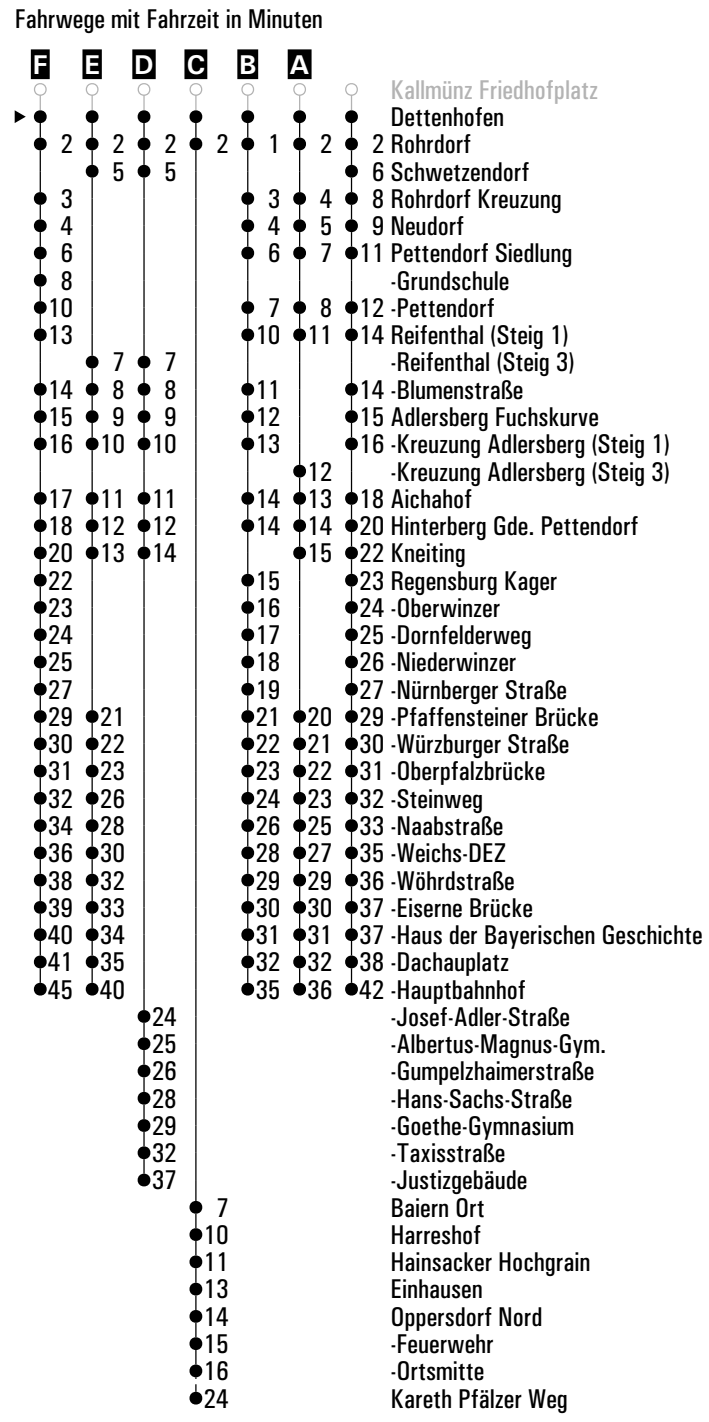 Fahrwege mit Fahrzeit in Minuten
F E D C B A
Kallmünz Friedhofplatz
Dettenhofen
2 2 2 2 1 2 2 Rohrdorf
5 5 6 Schwetzendorf
3 3 4 8 Rohrdorf Kreuzung
4 4 5 9 Neudorf
6 6 7 11 Pettendorf Siedlung
8 -Grundschule
10 7 8 12 -Pettendorf
13 10 11 14 Reifenthal (Steig 1)
7 7 -Reifenthal (Steig 3)
14 8 8 11 14 -Blumenstraße
15 9 9 12 15 Adlersberg Fuchskurve
16 10 10 13 16 -Kreuzung Adlersberg (Steig 1)
12 -Kreuzung Adlersberg (Steig 3)
17 11 11 14 13 18 Aichahof
18 12 12 14 14 20 Hinterberg Gde. Pettendorf
20 13 14 15 22 Kneiting
22 15 23 Regensburg Kager
23 16 24 -Oberwinzer
24 17 25 -Dornfelderweg
25 18 26 -Niederwinzer
27 19 27 -Nürnberger Straße
29 21 21 20 29 -Pfaffensteiner Brücke
30 22 22 21 30 -Würzburger Straße
31 23 23 22 31 -Oberpfalzbrücke
32 26 24 23 32 -Steinweg
34 28 26 25 33 -Naabstraße
36 30 28 27 35 -Weichs-DEZ
38 32 29 29 36 -Wöhrdstraße
39 33 30 30 37 -Eiserne Brücke
40 34 31 31 37 -Haus der Bayerischen Geschichte
41 35 32 32 38 -Dachauplatz
45 40 35 36 42 -Hauptbahnhof
24 -Josef-Adler-Straße
25 -Albertus-Magnus-Gym.
26 -Gumpelzhaimerstraße
28 -Hans-Sachs-Straße
29 -Goethe-Gymnasium
32 -Taxisstraße
37 -Justizgebäude
7 Baiern Ort
10 Harreshof
11 Hainsacker Hochgrain
13 Einhausen
14 Oppersdorf Nord
15 -Feuerwehr
16 -Ortsmitte
24 Kareth Pfälzer Weg